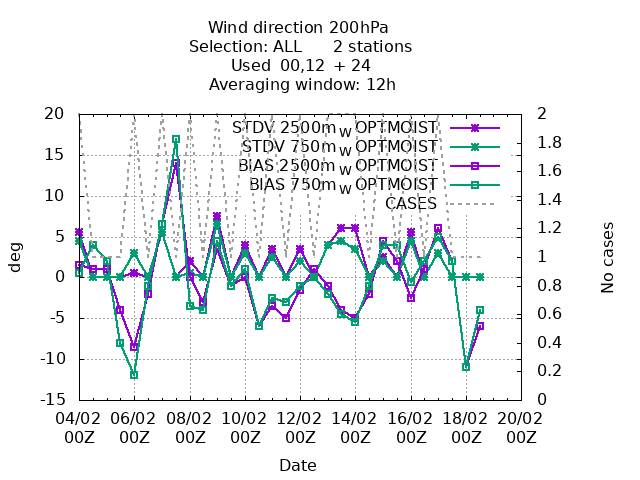 Wind direction 200hPa
Selection: ALL 2 stations
Used 00,12 + 24
Averaging window: 12h
20
15
10
5
0
-5
-10
-15
deg
STDV 2500m_W OPTMOIST
STDV 750m_W OPTMOIST
BIAS 2500m_W OPTMOIST
BIAS 750m_W OPTMOIST
CASES
2
1.8
1.6
1.4
1.2
1
0.8
0.6
0.4
0.2
0
No cases
04/02 06/02 08/02 10/02 12/02 14/02 16/02 18/02 20/02
00Z 00Z 00Z 00Z 00Z 00Z 00Z 00Z 00Z
Date